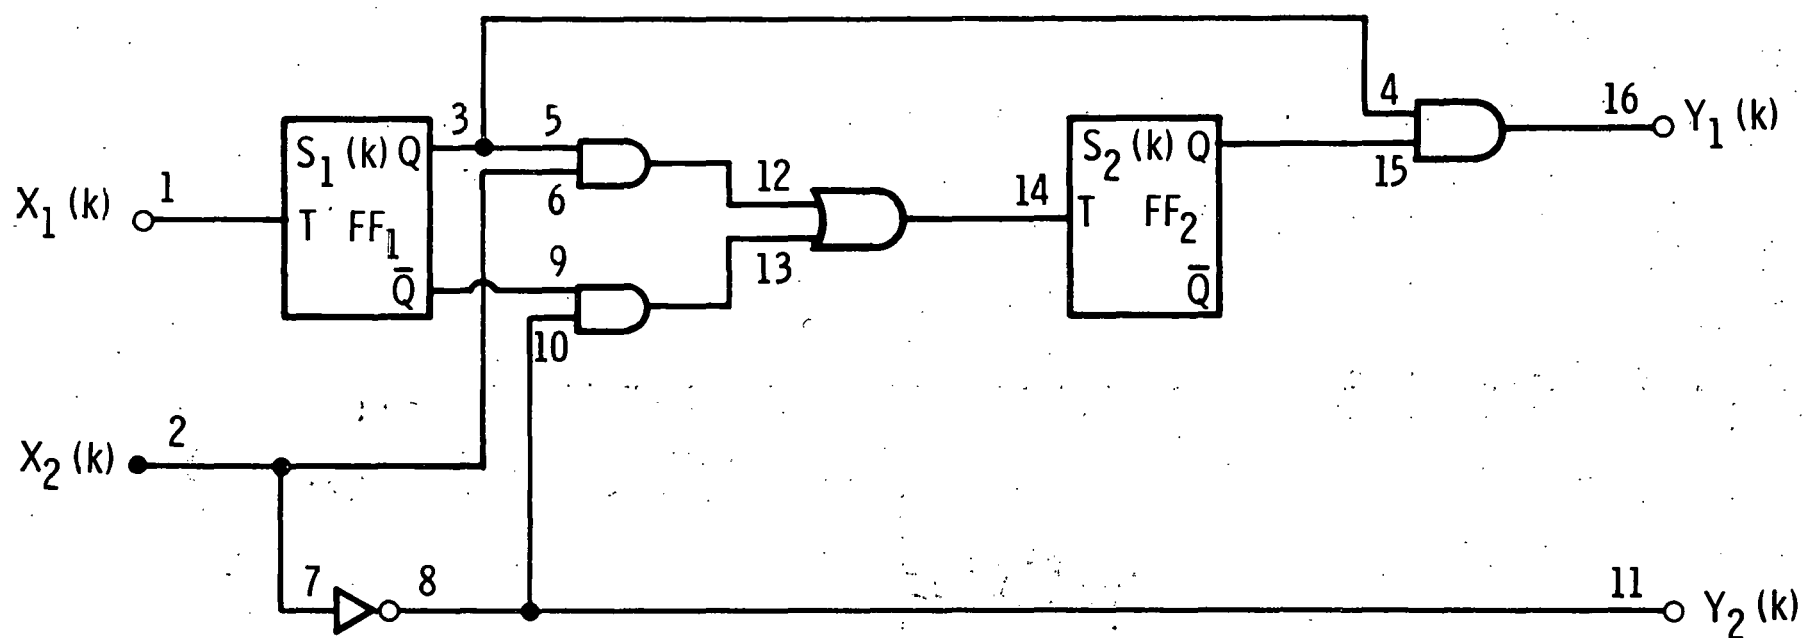 4
16
Y1 (k)
3
5
S1 (k) Q
S2 (k) Q
X1 (k)
1
6
12
14
15
T FF1
T FF2
9
13
Q̅
Q̅
10
X2 (k)
2
7
8
11
Y2 (k)